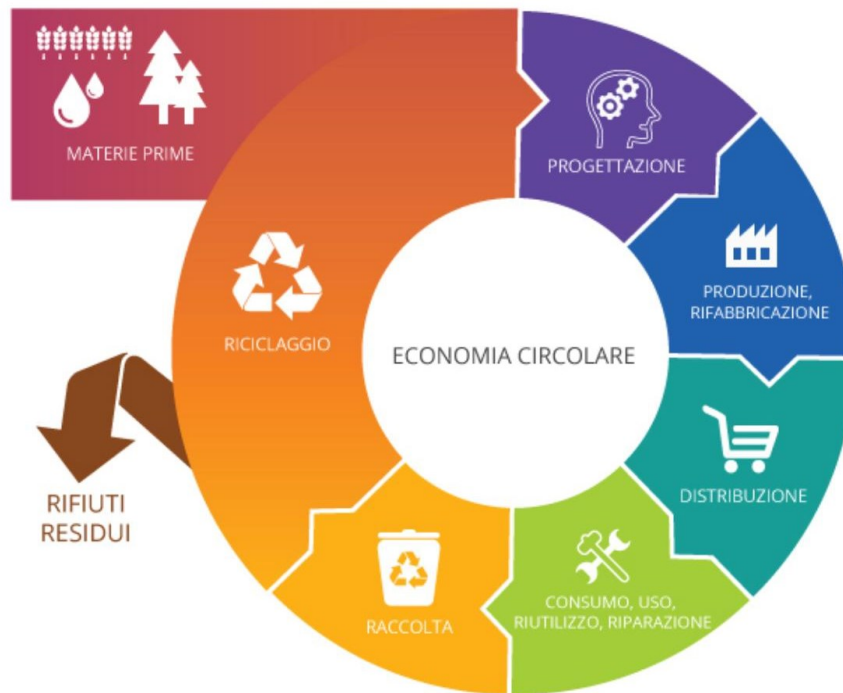 MATERIE PRIME
PROGETTAZIONE
PRODUZIONE,
RIFABBRICAZIONE
RICICLAGGIO
ECONOMIA CIRCOLARE
DISTRIBUZIONE
RIFIUTI
RESIDUI
CONSUMO, USO,
RIUTILIZZO, RIPARAZIONE
RACCOLTA